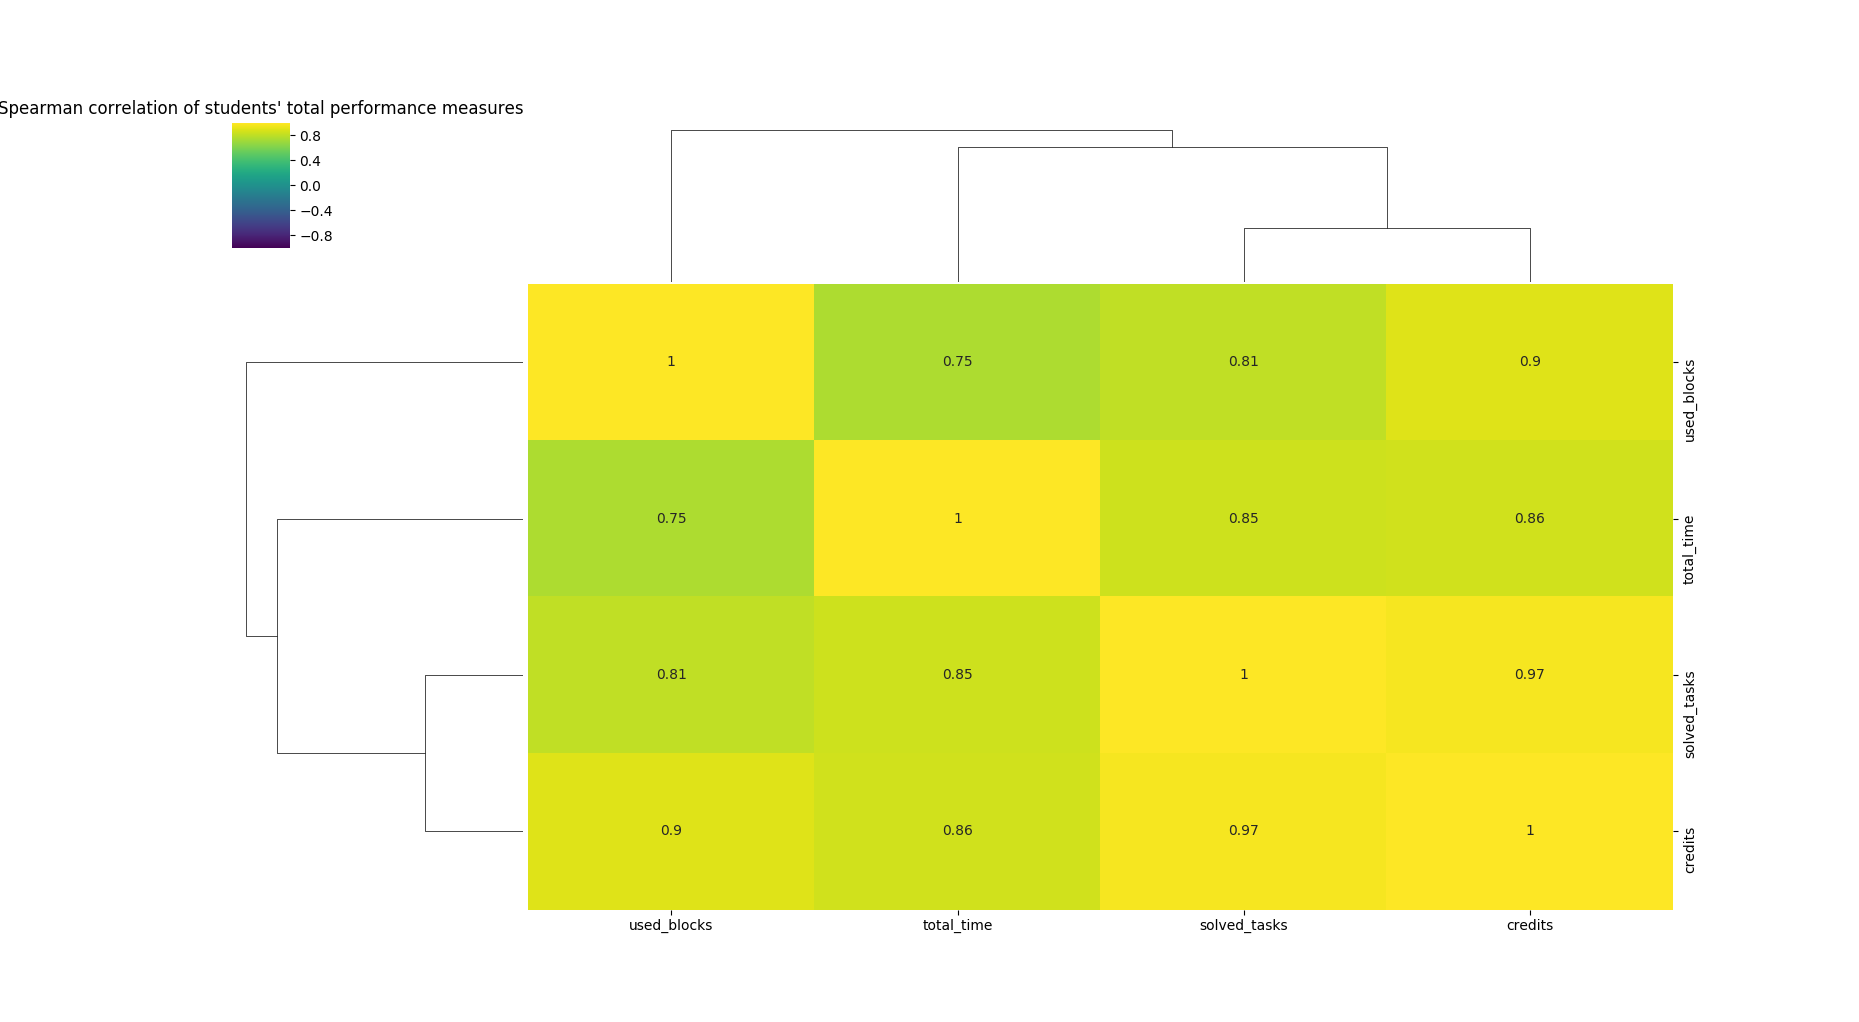 Spearman correlation of students' total performance measures
0.8
0.4
0.0
−0.4
−0.8
1 0.75 0.81 0.9
used_blocks
0.75 1 0.85 0.86
total_time
0.81 0.85 1 0.97
solved_tasks
0.9 0.86 0.97 1
credits
used_blocks total_time solved_tasks credits